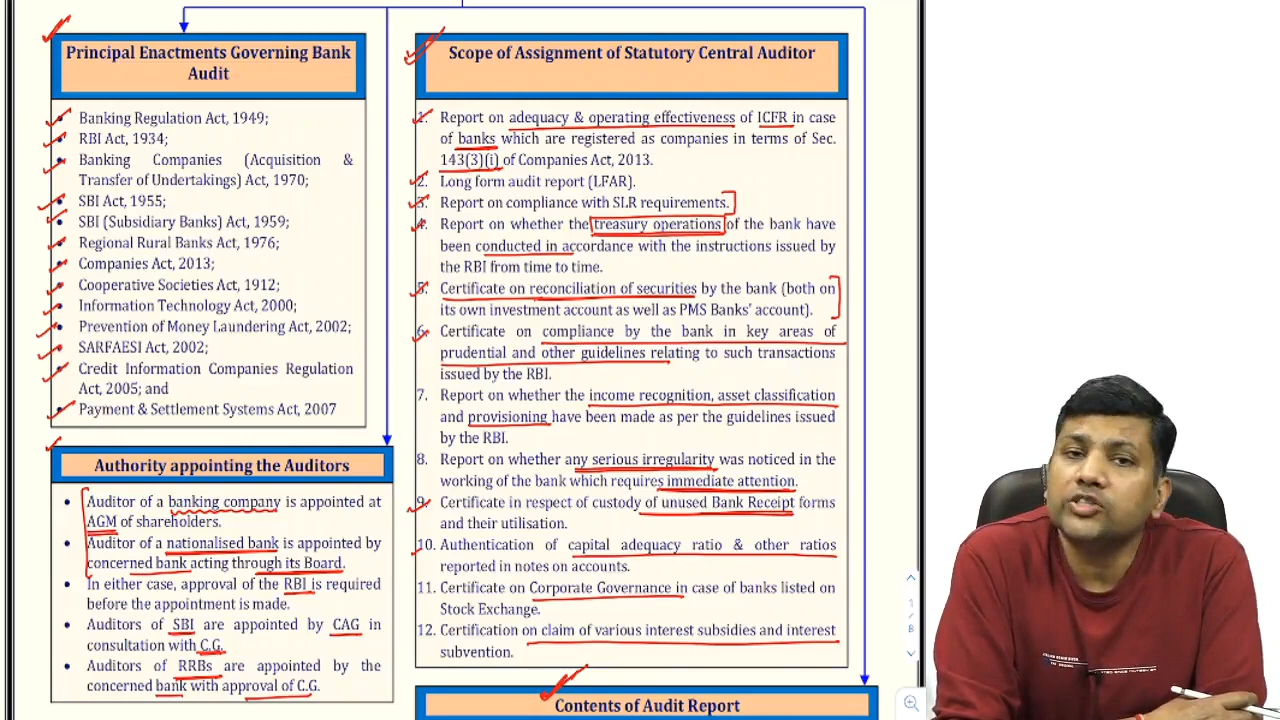 Principal Enactments Governing Bank
Audit
• Banking Regulation Act, 1949;
• RBI Act, 1934;
• Banking Companies (Acquisition &
Transfer of Undertakings) Act, 1970;
• SBI Act, 1955;
• SBI (Subsidiary Banks) Act, 1959;
• Regional Rural Banks Act, 1976;
• Companies Act, 2013;
• Cooperative Societies Act, 1912;
• Information Technology Act, 2000;
• Prevention of Money Laundering Act, 2002;
• SARFAESI Act, 2002;
• Credit Information Companies Regulation
Act, 2005; and
• Payment & Settlement Systems Act, 2007
Authority appointing the Auditors
• Auditor of a banking company is appointed at
AGM of shareholders.
• Auditor of a nationalised bank is appointed by
concerned bank acting through its Board.
• In either case, approval of the RBI is required
before the appointment is made.
• Auditors of SBI are appointed by CAG in
consultation with C.G.
• Auditors of RRBs are appointed by the
concerned bank with approval of C.G.
Scope of Assignment of Statutory Central Auditor
1. Report on adequacy & operating effectiveness of ICFR in case
of banks which are registered as companies in terms of Sec.
143(3)(i) of Companies Act, 2013.
2. Long form audit report (LFAR).
3. Report on compliance with SLR requirements.
4. Report on whether the treasury operations of the bank have
been conducted in accordance with the instructions issued by
the RBI from time to time.
5. Certificate on reconciliation of securities by the bank (both on
its own investment account as well as PMS Banks' account).
6. Certificate on compliance by the bank in key areas of
prudential and other guidelines relating to such transactions
issued by the RBI.
7. Report on whether the income recognition, asset classification
and provisioning have been made as per the guidelines issued
by the RBI.
8. Report on whether any serious irregularity was noticed in the
working of the bank which requires immediate attention.
9. Certificate in respect of custody of unused Bank Receipt forms
and their utilisation.
10. Authentication of capital adequacy ratio & other ratios
reported in notes on accounts.
11. Certificate on Corporate Governance in case of banks listed on
Stock Exchange.
12. Certification on claim of various interest subsidies and interest
subvention.
Contents of Audit Report
1
/
8